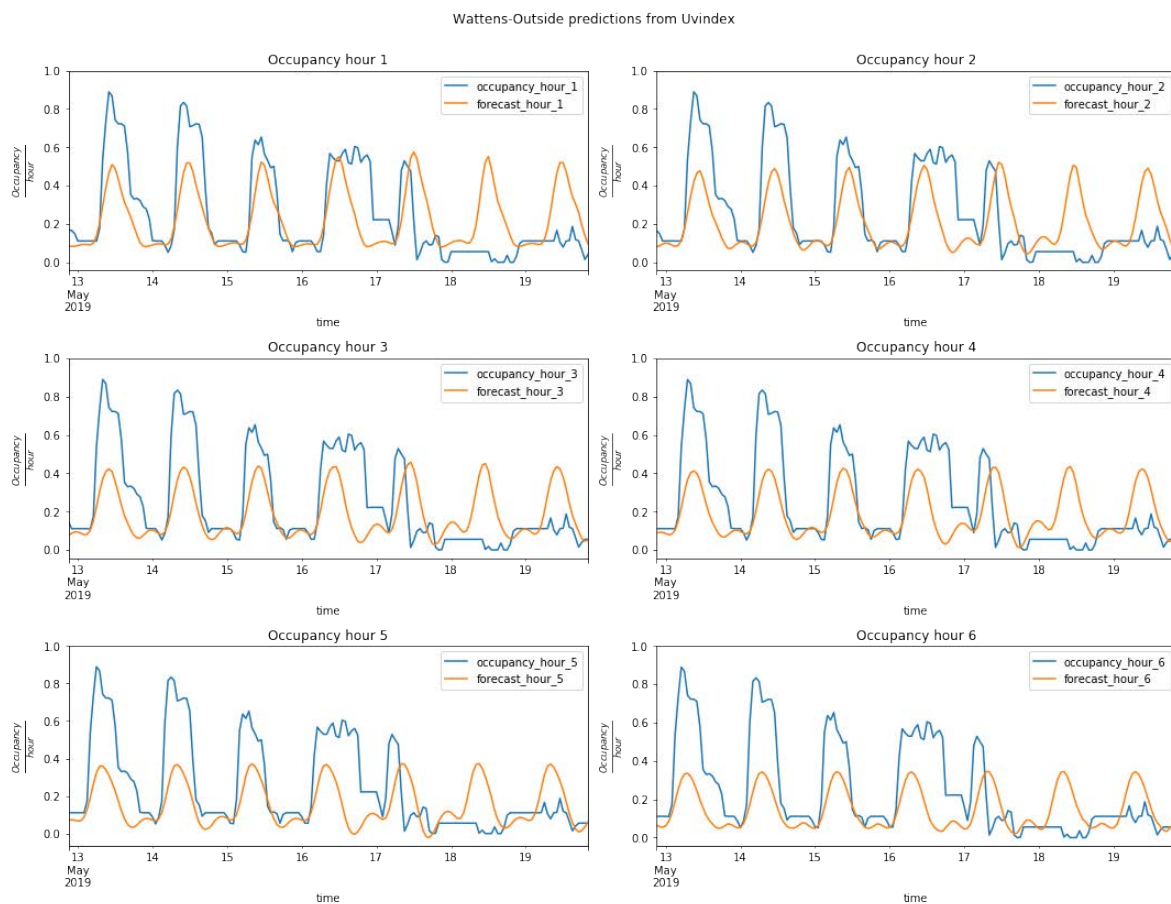 Wattens-Outside predictions from Uvindex
Occupancy hour 1
occupancy_hour_1
forecast_hour_1
1.0
0.8
0.6
0.4
0.2
0.0
Occupancy
hour
13 14 15 16 17 18 19
May
2019
time
Occupancy hour 2
occupancy_hour_2
forecast_hour_2
1.0
0.8
0.6
0.4
0.2
0.0
Occupancy
hour
13 14 15 16 17 18 19
May
2019
time
Occupancy hour 3
occupancy_hour_3
forecast_hour_3
1.0
0.8
0.6
0.4
0.2
0.0
Occupancy
hour
13 14 15 16 17 18 19
May
2019
time
Occupancy hour 4
occupancy_hour_4
forecast_hour_4
1.0
0.8
0.6
0.4
0.2
0.0
Occupancy
hour
13 14 15 16 17 18 19
May
2019
time
Occupancy hour 5
occupancy_hour_5
forecast_hour_5
1.0
0.8
0.6
0.4
0.2
0.0
Occupancy
hour
13 14 15 16 17 18 19
May
2019
time
Occupancy hour 6
occupancy_hour_6
forecast_hour_6
1.0
0.8
0.6
0.4
0.2
0.0
Occupancy
hour
13 14 15 16 17 18 19
May
2019
time